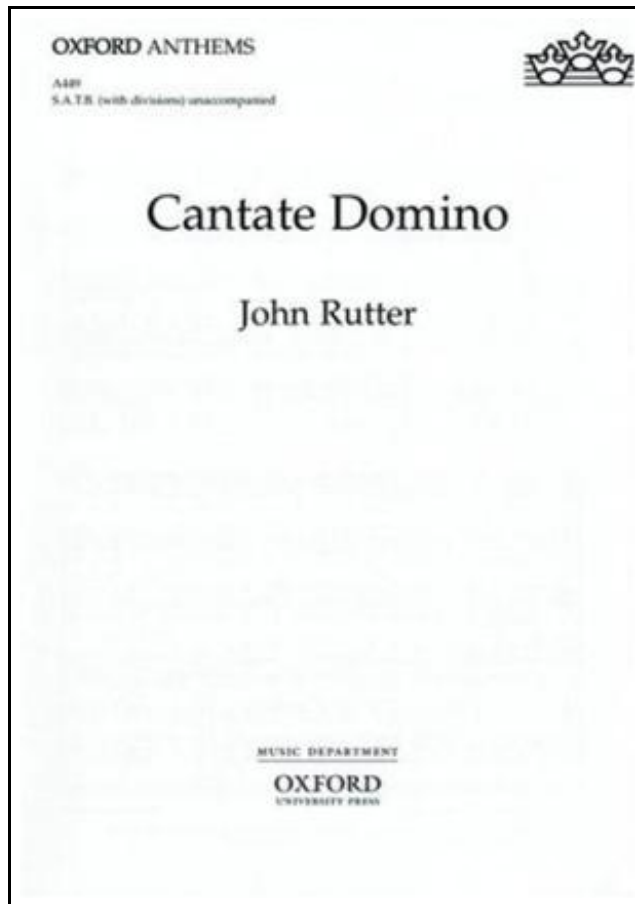 OXFORD ANTHEMS
A449
S.A.T.B. (with divisions) unaccompanied
Cantate Domino
John Rutter
MUSIC DEPARTMENT
OXFORD
UNIVERSITY PRESS